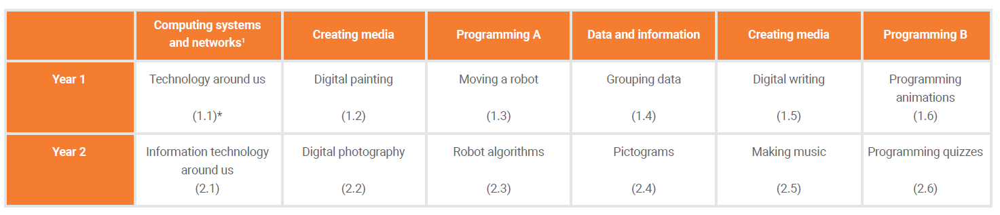 Computing systems
and networks¹
Creating media
Programming A
Data and information
Creating media
Programming B
Year 1
Technology around us
(1.1)*
Digital painting
(1.2)
Moving a robot
(1.3)
Grouping data
(1.4)
Digital writing
(1.5)
Programming
animations
(1.6)
Year 2
Information technology
around us
(2.1)
Digital photography
(2.2)
Robot algorithms
(2.3)
Pictograms
(2.4)
Making music
(2.5)
Programming quizzes
(2.6)